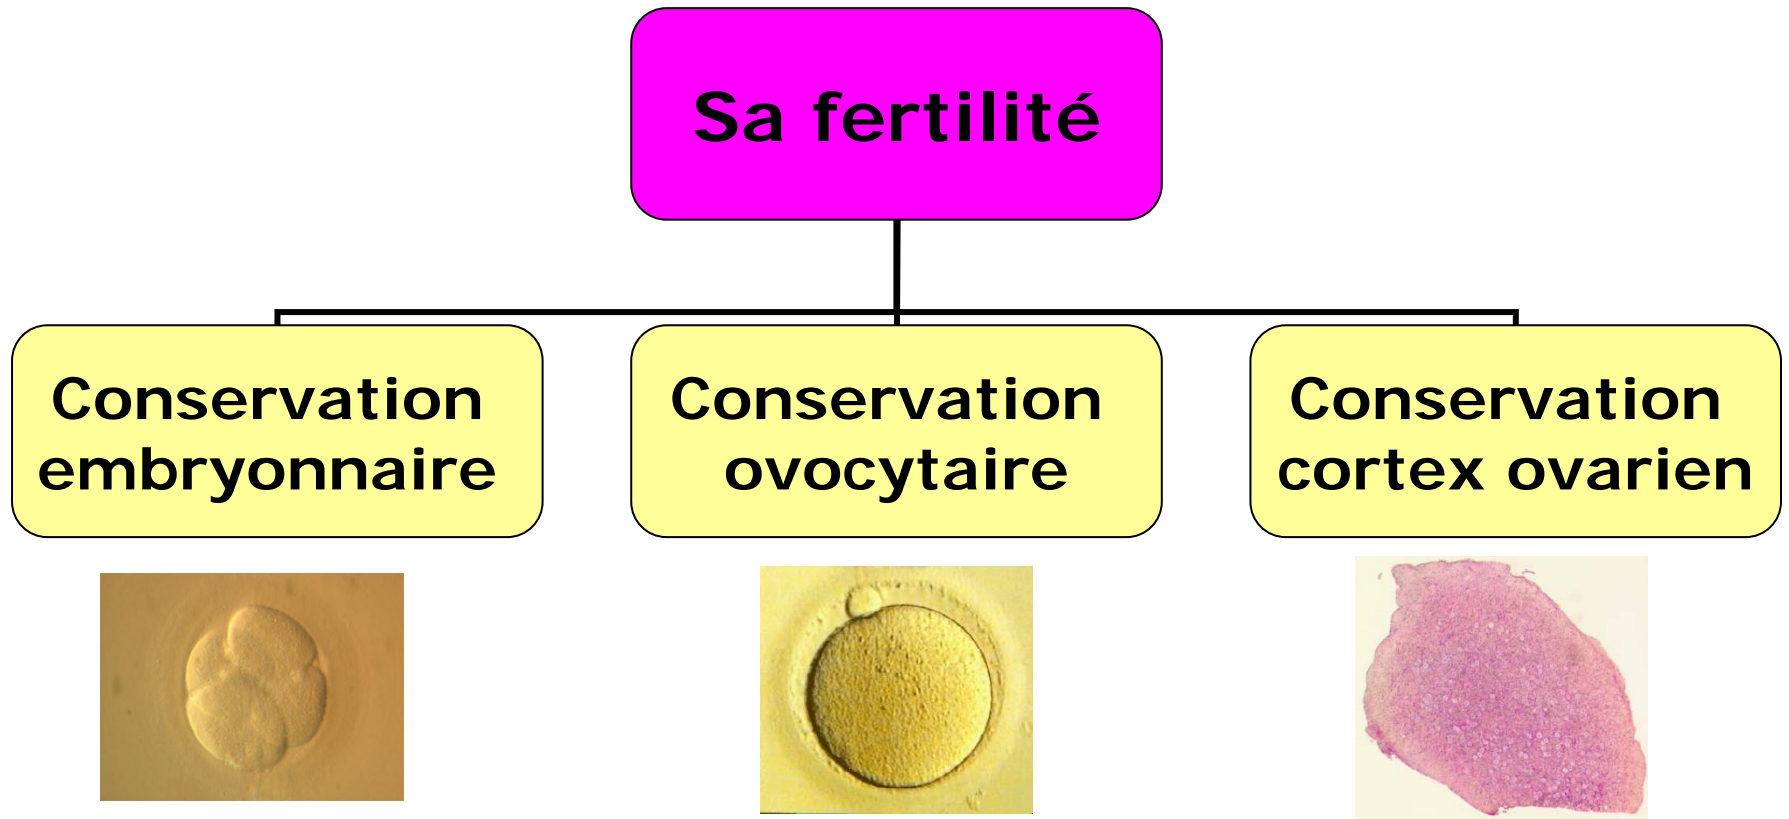 Sa fertilité
Conservation
embryonnaire
Conservation
ovocytaire
Conservation
cortex ovarien